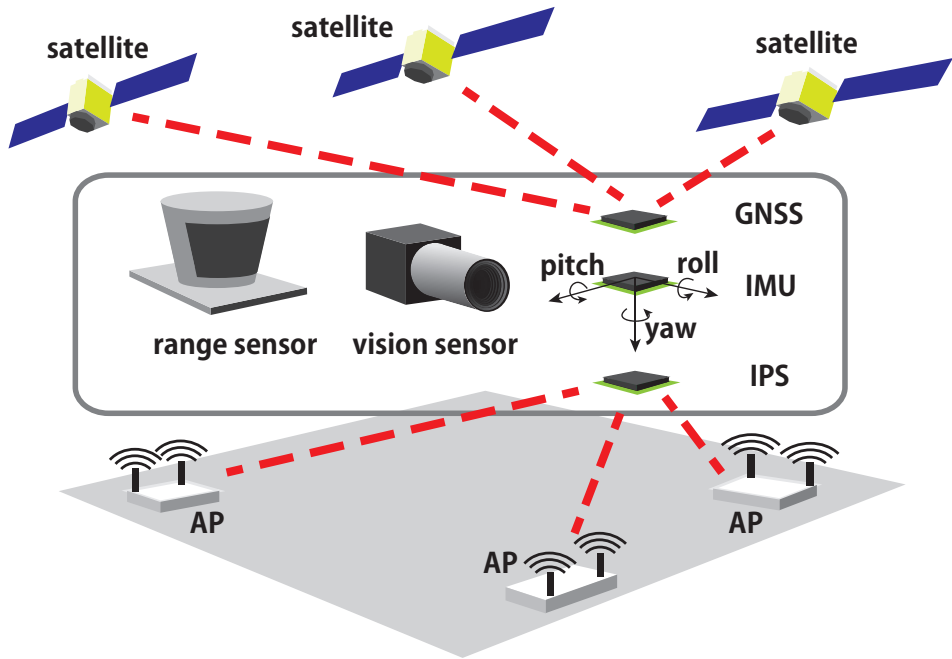 satellite
satellite
satellite
GNSS
pitch
roll
IMU
yaw
range sensor
vision sensor
IPS
AP
AP
AP